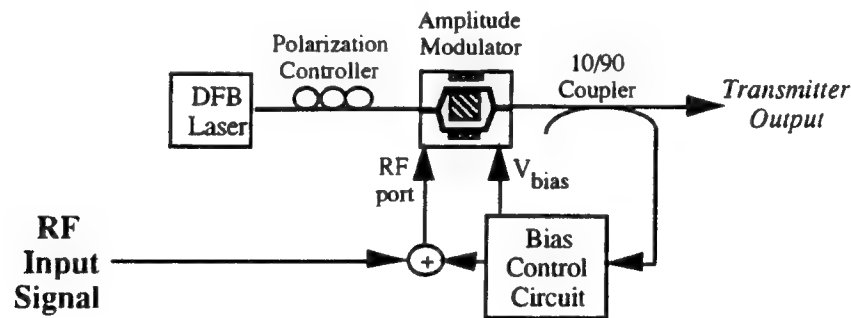 Amplitude
Modulator
Polarization
Controller
10/90
Coupler
DFB
Laser
Transmitter
Output
RF
port
V bias
RF
Input
Signal
+
Bias
Control
Circuit